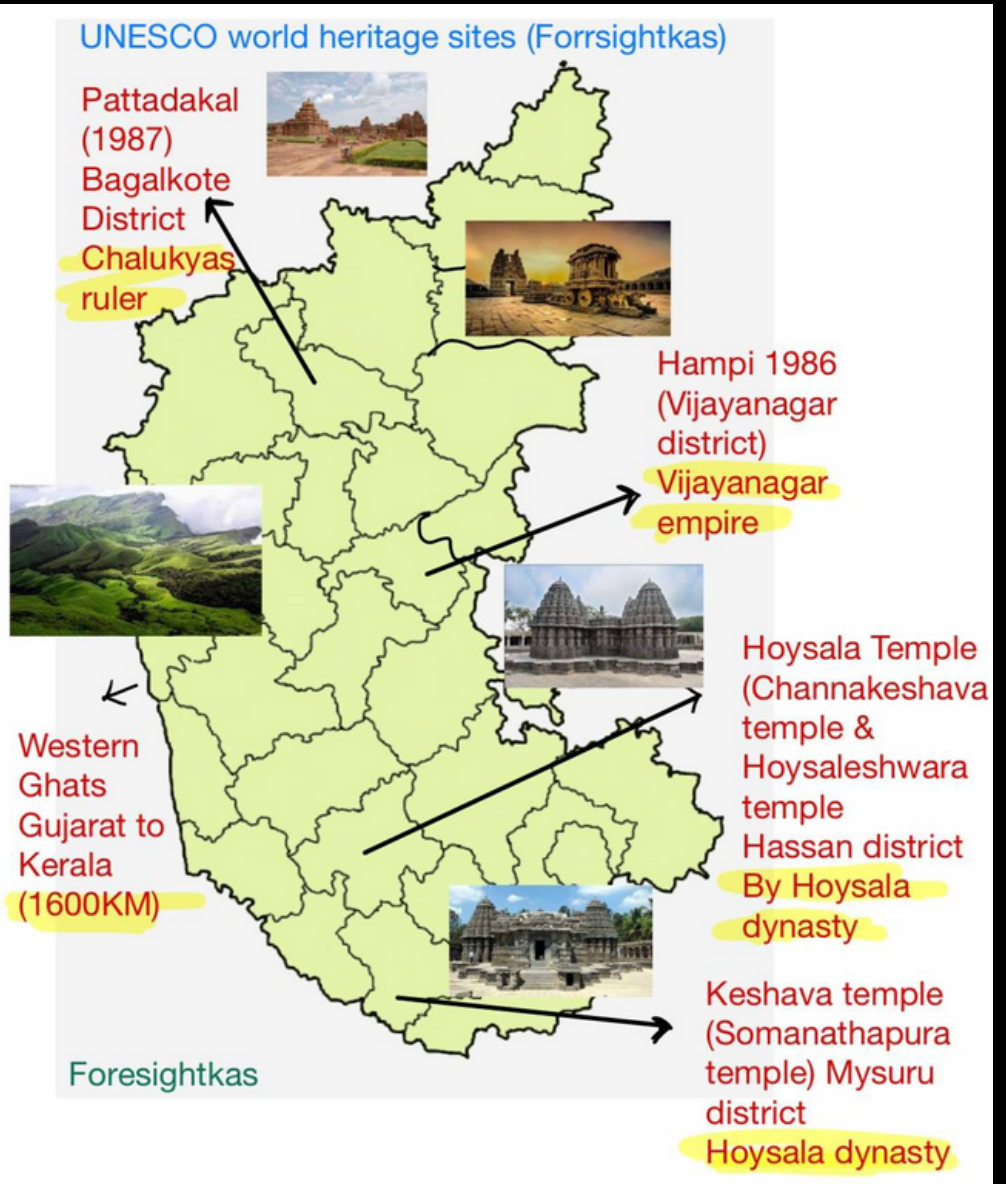 UNESCO world heritage sites (Forrsightkas)
Pattadakal
(1987)
Bagalkote
District
Chalukyas
ruler
Hampi 1986
(Vijayanagar
district)
Vijayanagar
empire
Western
Ghats
Gujarat to
Kerala
(1600KM)
Hoysala Temple
(Channakeshava
temple &
Hoysaleshwara
temple
Hassan district
By Hoysala
dynasty
Keshava temple
(Somanathapura
temple) Mysuru
district
Hoysala dynasty
Foresightkas